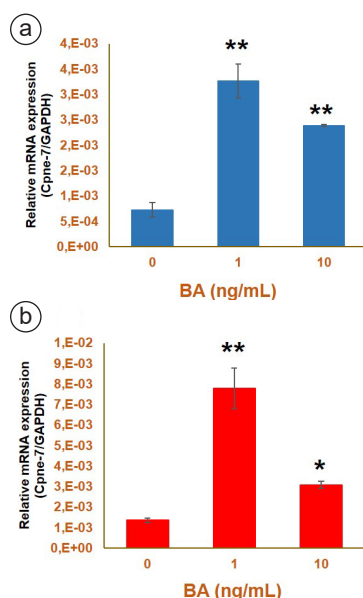 a
Relative mRNA expression
(Cpne-7/GAPDH)
4,E-03
4,E-03
3,E-03
3,E-03
2,E-03
2,E-03
1,E-03
5,E-04
0,E+00
**
**
0
1
10
BA (ng/mL)
b
Relative mRNA expression
(Cpne-7/GAPDH)
1,E-02
9,E-03
8,E-03
7,E-03
6,E-03
5,E-03
4,E-03
3,E-03
2,E-03
1,E-03
0,E+00
**
*
0
1
10
BA (ng/mL)